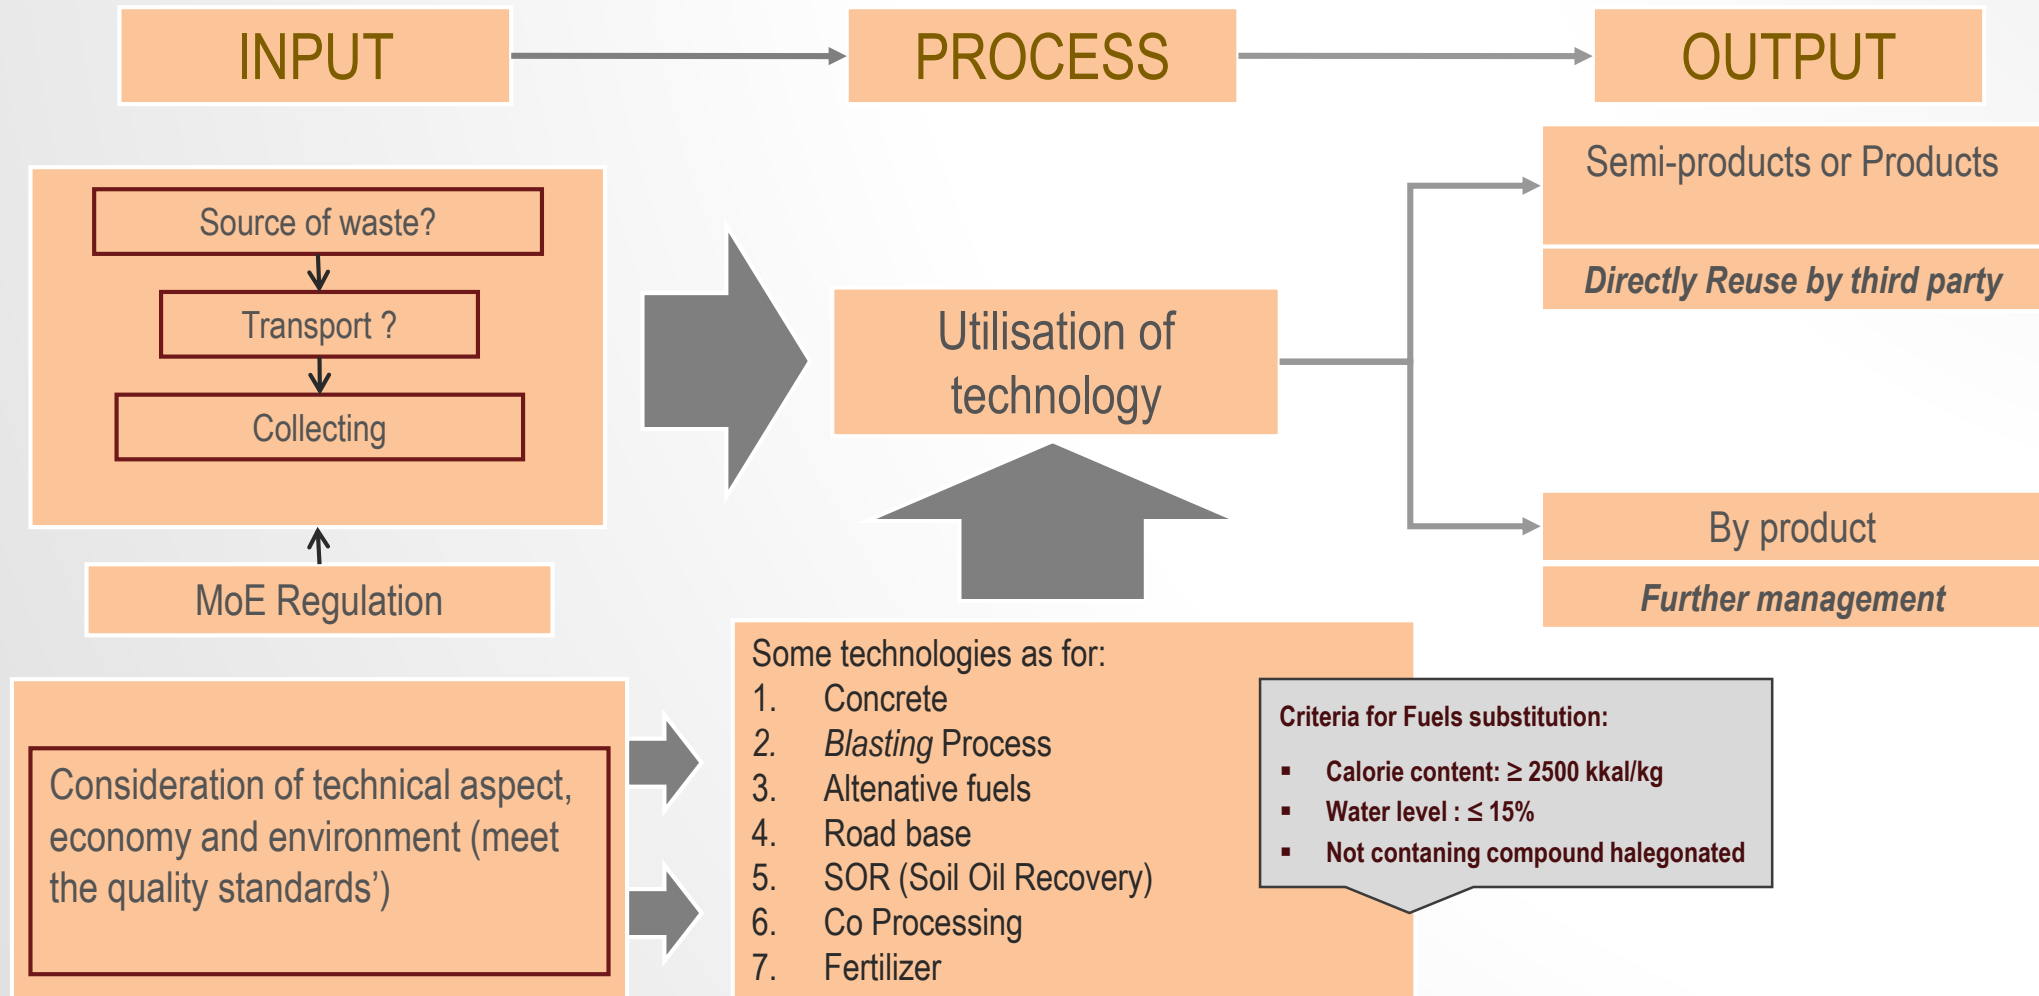 INPUT
PROCESS
OUTPUT
Source of waste?
Transport ?
Collecting
MoE Regulation
Consideration of technical aspect,
economy and environment (meet
the quality standards’)
Utilisation of
technology
Some technologies as for:
1. Concrete
2. Blasting Process
3. Altenative fuels
4. Road base
5. SOR (Soil Oil Recovery)
6. Co Processing
7. Fertilizer
Criteria for Fuels substitution:
▪ Calorie content: ≥ 2500 kkal/kg
▪ Water level : ≤ 15%
▪ Not contaning compound halegonated
Semi-products or Products
Directly Reuse by third party
By product
Further management